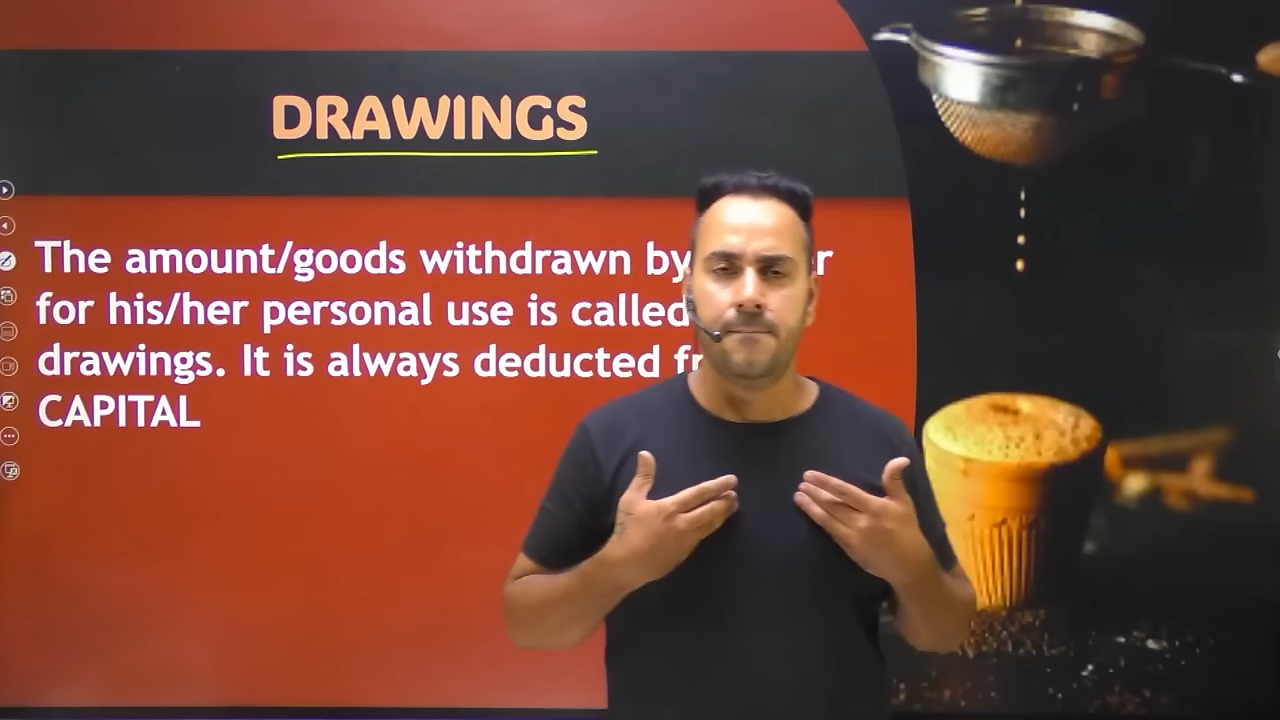 DRAWINGS
The amount/goods withdrawn by
for his/her personal use is called
drawings. It is always deducted
CAPITAL